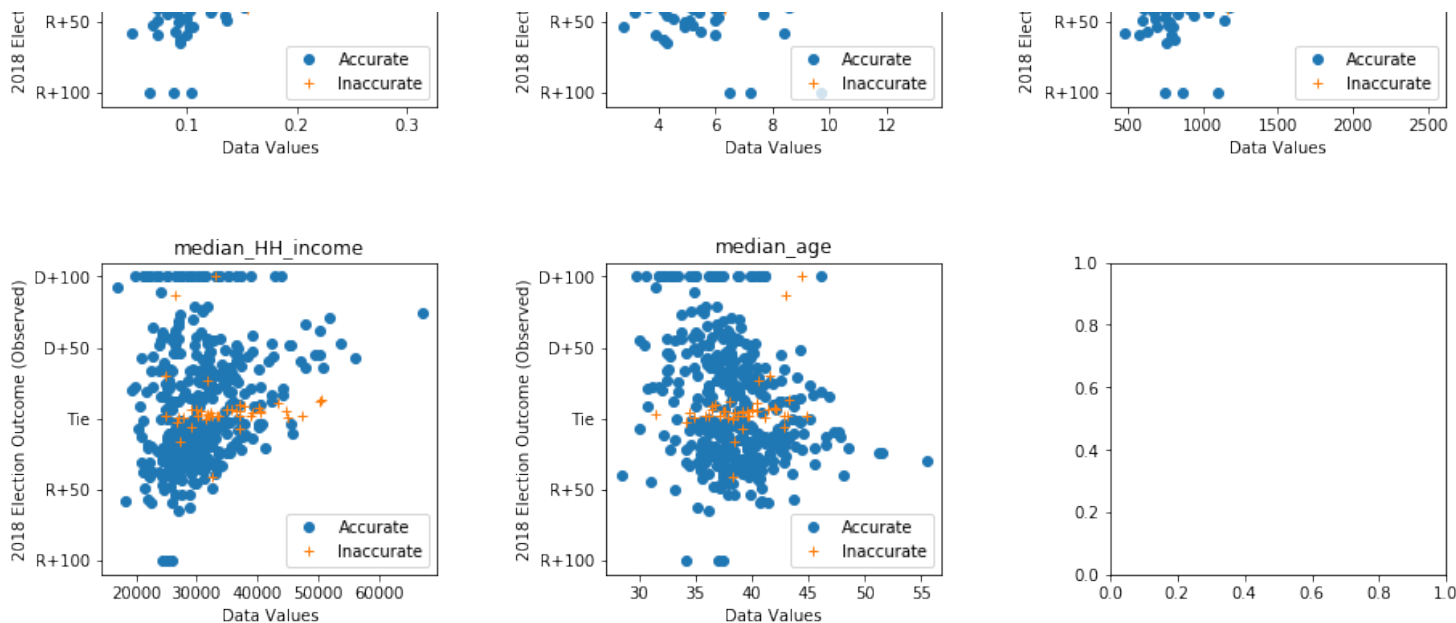 2018 Elect
R+50
R+100
Accurate
Inaccurate
0.1
0.2
0.3
Data Values
2018 Elect
R+50
R+100
Accurate
Inaccurate
4
6
8
10
12
Data Values
2018 Elect
R+50
R+100
Accurate
Inaccurate
500
1000
1500
2000
2500
Data Values
median_HH_income
2018 Election Outcome (Observed)
D+100
D+50
Tie
R+50
R+100
Accurate
Inaccurate
20000
30000
40000
50000
60000
Data Values
median_age
2018 Election Outcome (Observed)
D+100
D+50
Tie
R+50
R+100
Accurate
Inaccurate
30
35
40
45
50
55
Data Values
1.0
0.8
0.6
0.4
0.2
0.0
0.0
0.2
0.4
0.6
0.8
1.0